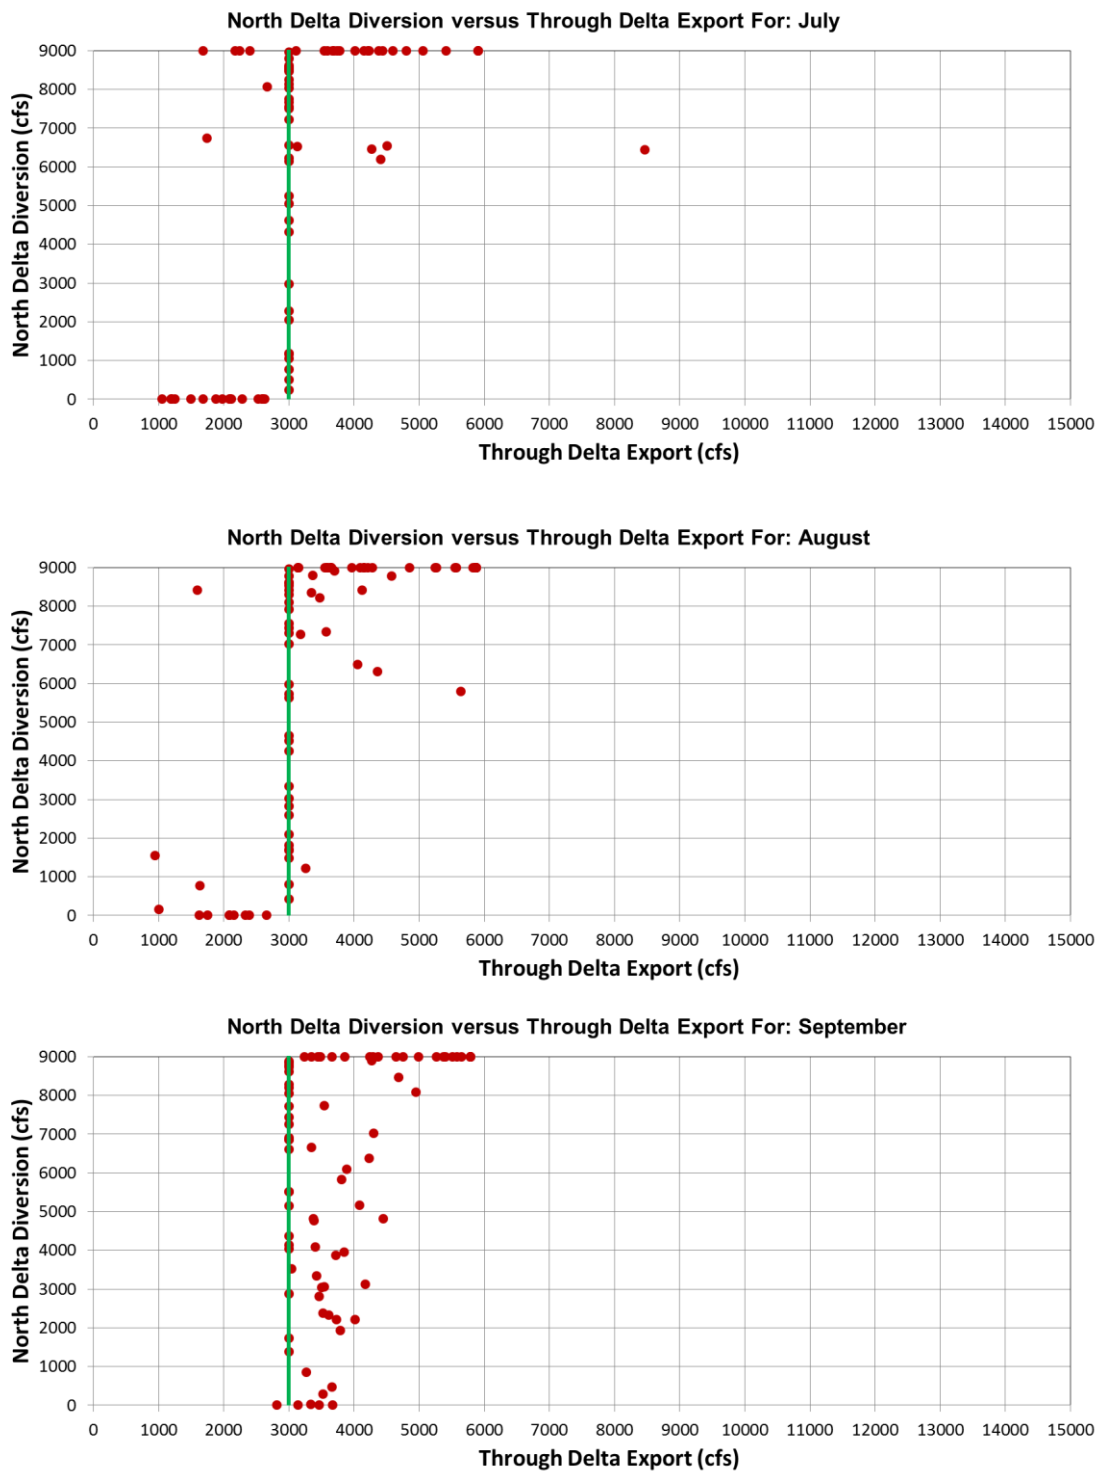 North Delta Diversion versus Through Delta Export For: July
North Delta Diversion (cfs)
9000
8000
7000
6000
5000
4000
3000
2000
1000
0
0 1000 2000 3000 4000 5000 6000 7000 8000 9000 10000 11000 12000 13000 14000 15000
Through Delta Export (cfs)
North Delta Diversion versus Through Delta Export For: August
North Delta Diversion (cfs)
9000
8000
7000
6000
5000
4000
3000
2000
1000
0
0 1000 2000 3000 4000 5000 6000 7000 8000 9000 10000 11000 12000 13000 14000 15000
Through Delta Export (cfs)
North Delta Diversion versus Through Delta Export For: September
North Delta Diversion (cfs)
9000
8000
7000
6000
5000
4000
3000
2000
1000
0
0 1000 2000 3000 4000 5000 6000 7000 8000 9000 10000 11000 12000 13000 14000 15000
Through Delta Export (cfs)